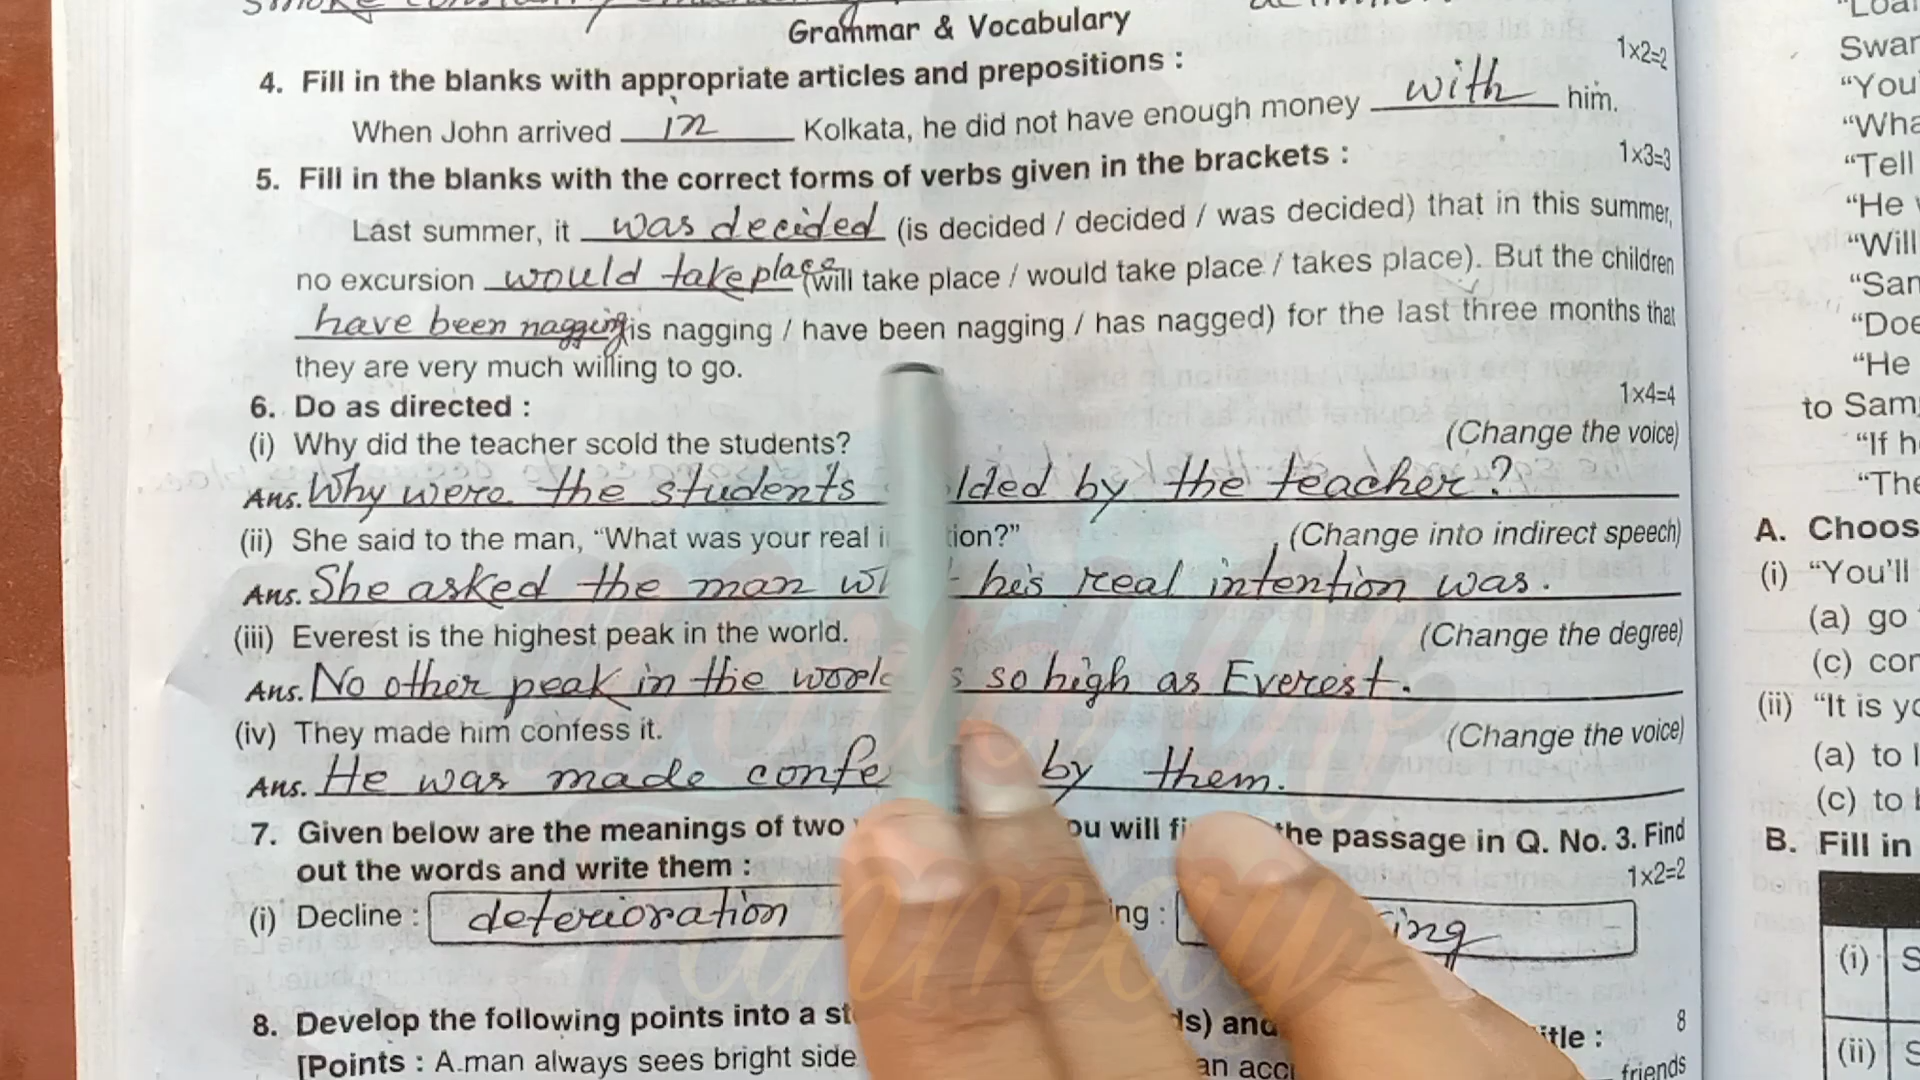 Grammar & Vocabulary
4. Fill in the blanks with appropriate articles and prepositions : 1×2=2
When John arrived in Kolkata, he did not have enough money with him.
5. Fill in the blanks with the correct forms of verbs given in the brackets : 1×3=3
Last summer, it was decided (is decided / decided / was decided) that in this summer,
no excursion would take place (will take place / would take place / takes place). But the children
have been nagging (is nagging / have been nagging / has nagged) for the last three months that
they are very much willing to go.
6. Do as directed : 1×4=4
(i) Why did the teacher scold the students? (Change the voice)
Ans. Why were the students lded by the teacher?
(ii) She said to the man, “What was your real i tion?” (Change into indirect speech)
Ans. She asked the man wh his real intention was.
(iii) Everest is the highest peak in the world. (Change the degree)
Ans. No other peak in the world s so high as Everest.
(iv) They made him confess it. (Change the voice)
Ans. He was made confe by them.
7. Given below are the meanings of two ou will fi the passage in Q. No. 3. Find
out the words and write them : 1×2=2
(i) Decline : deterioration ng : ing
8. Develop the following points into a st ds) and itle : 8
[Points : A man always sees bright side an acci friends
Swar
“You'
“Wha
“Tell
“He
“Will
“San
“Doe
“He
to Sam
“If h
“The
A. Choos
(i) “You'll
(a) go
(c) cor
(ii) “It is yo
(a) to l
(c) to
B. Fill in
(i) S
(ii) S
Tanmay